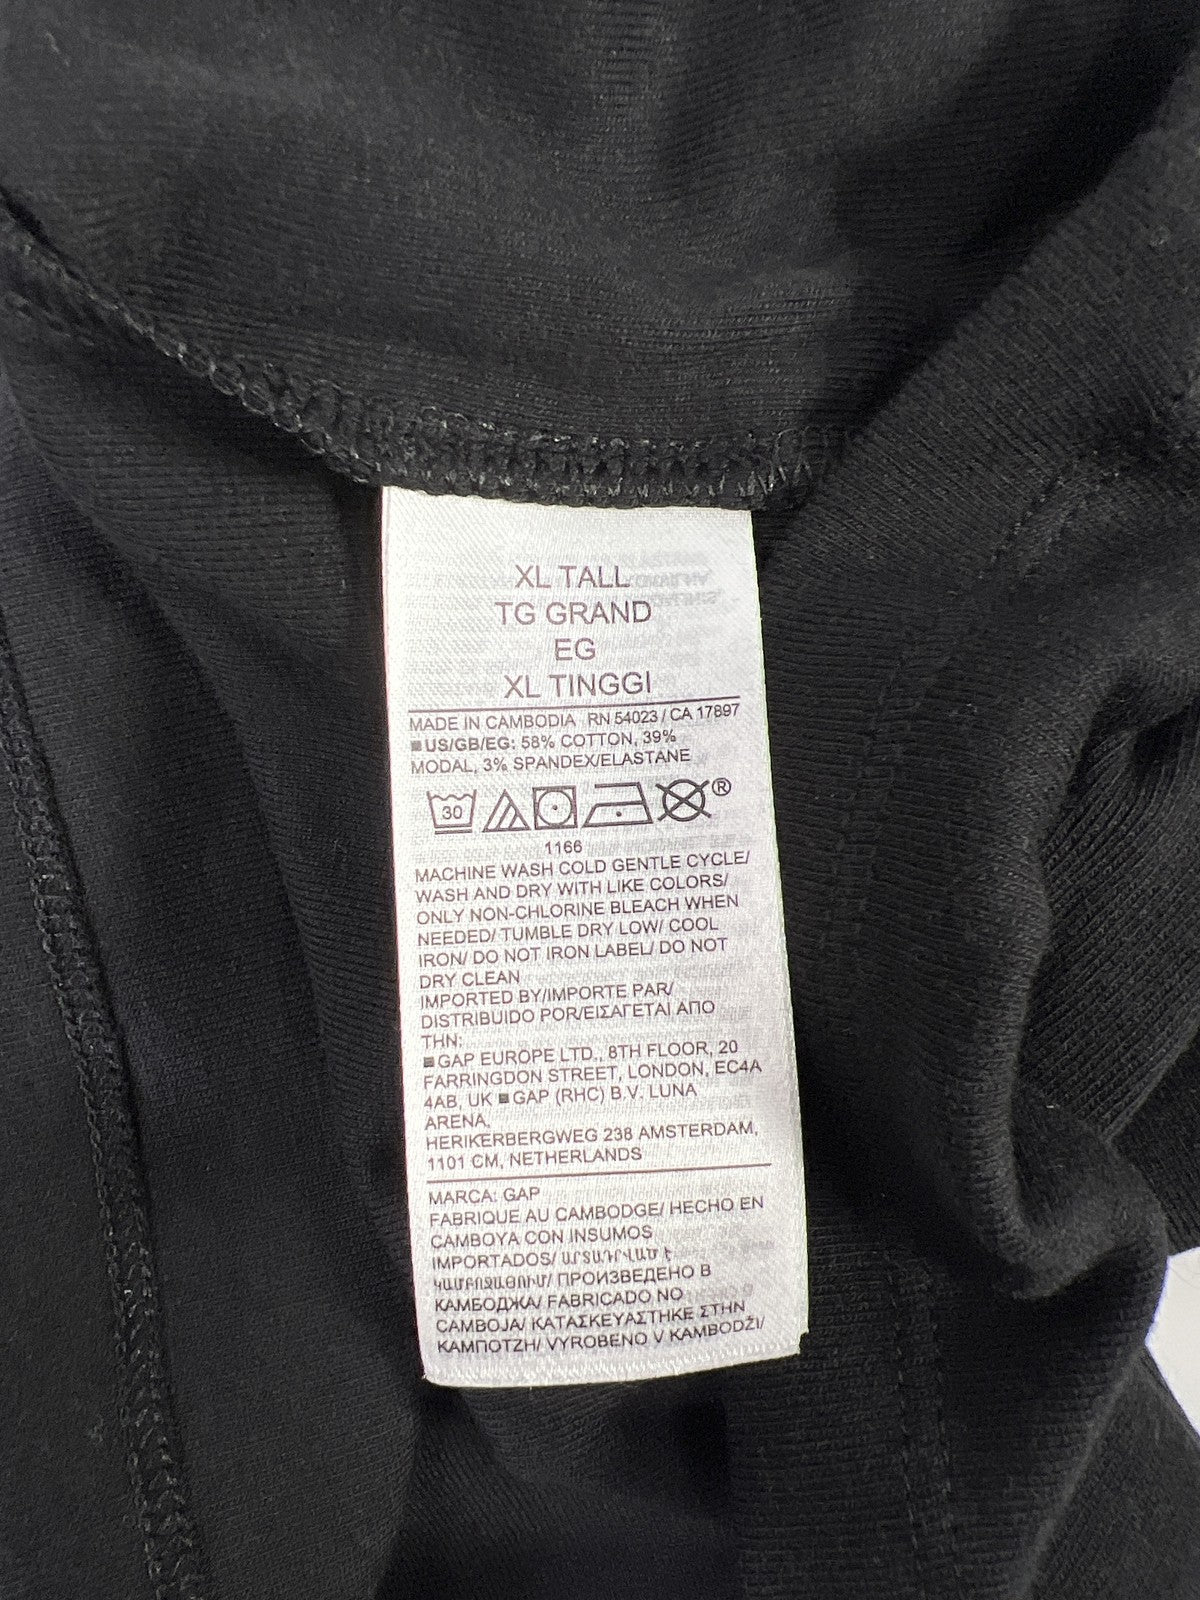 XL TALL
TG GRAND
EG
XL TINGGI
MADE IN CAMBODIA RN 54023 / CA 17897
■ US/GB/EG: 58% COTTON, 39%
MODAL, 3% SPANDEX/ELASTANE
30 ®
1166
MACHINE WASH COLD GENTLE CYCLE/
WASH AND DRY WITH LIKE COLORS/
ONLY NON-CHLORINE BLEACH WHEN
NEEDED/ TUMBLE DRY LOW/ COOL
IRON/ DO NOT IRON LABEL/ DO NOT
DRY CLEAN
IMPORTED BY/IMPORTE PAR/
DISTRIBUIDO POR/ΕΙΣΑΓΕΤΑΙ ΑΠΟ
ΤΗΝ:
■ GAP EUROPE LTD., 8TH FLOOR, 20
FARRINGDON STREET, LONDON, EC4A
4AB, UK ■ GAP (RHC) B.V. LUNA
ARENA,
HERIKERBERGWEG 238 AMSTERDAM,
1101 CM, NETHERLANDS
MARCA: GAP
FABRIQUE AU CAMBODGE/ HECHO EN
CAMBOYA CON INSUMOS
IMPORTADOS/ ԱՐՏԱԴՐՎԱԾ Է
ԿԱՄԲՈՋԱՅՈՒՄ/ ПРОИЗВЕДЕНО В
КАМБОДЖА/ FABRICADO NO
CAMBOJA/ ΚΑΤΑΣΚΕΥΑΣΤΗΚΕ ΣΤΗΝ
ΚΑΜΠΟΤΖΗ/ VYROBENO V KAMBODŽI/